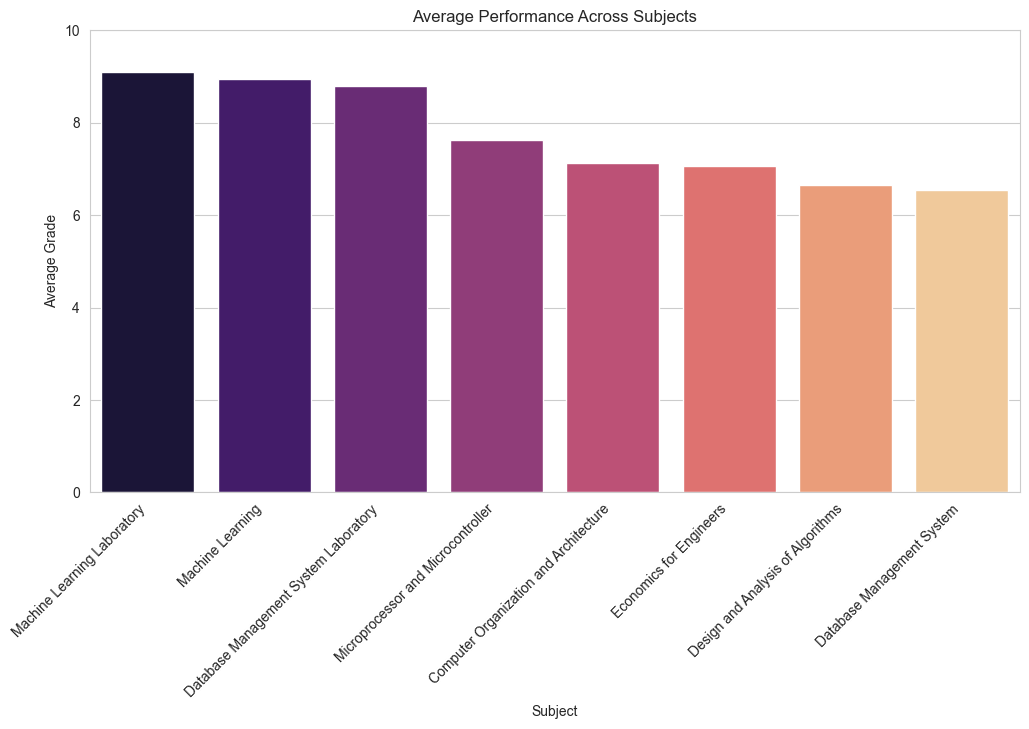 Average Performance Across Subjects
10
8
6
4
2
0
Average Grade
Machine Learning Laboratory
Machine Learning
Database Management System Laboratory
Microprocessor and Microcontroller
Computer Organization and Architecture
Economics for Engineers
Design and Analysis of Algorithms
Database Management System
Subject